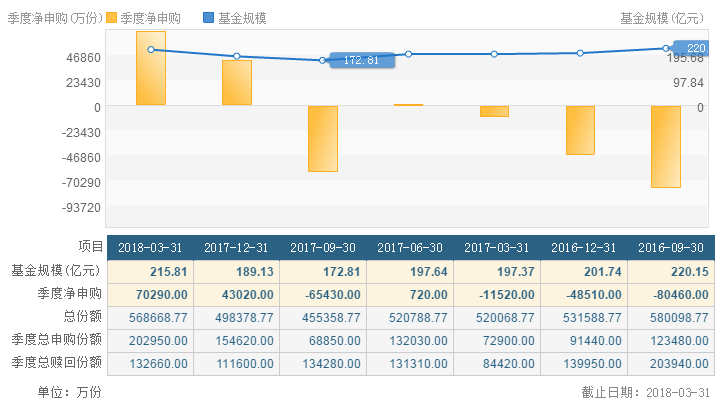 季度净申购(万份) 季度净申购 基金规模 基金规模(亿元)
46860 172.81 220 195.68
23430 97.84
0 0
-23430
-46860
-70290
-93720
项目 2018-03-31 2017-12-31 2017-09-30 2017-06-30 2017-03-31 2016-12-31 2016-09-30
基金规模(亿元) 215.81 189.13 172.81 197.64 197.37 201.74 220.15
季度净申购 70290.00 43020.00 -65430.00 720.00 -11520.00 -48510.00 -80460.00
总份额 568668.77 498378.77 455358.77 520788.77 520068.77 531588.77 580098.77
季度总申购份额 202950.00 154620.00 68850.00 132030.00 72900.00 91440.00 123480.00
季度总赎回份额 132660.00 111600.00 134280.00 131310.00 84420.00 139950.00 203940.00
单位：万份 截止日期：2018-03-31